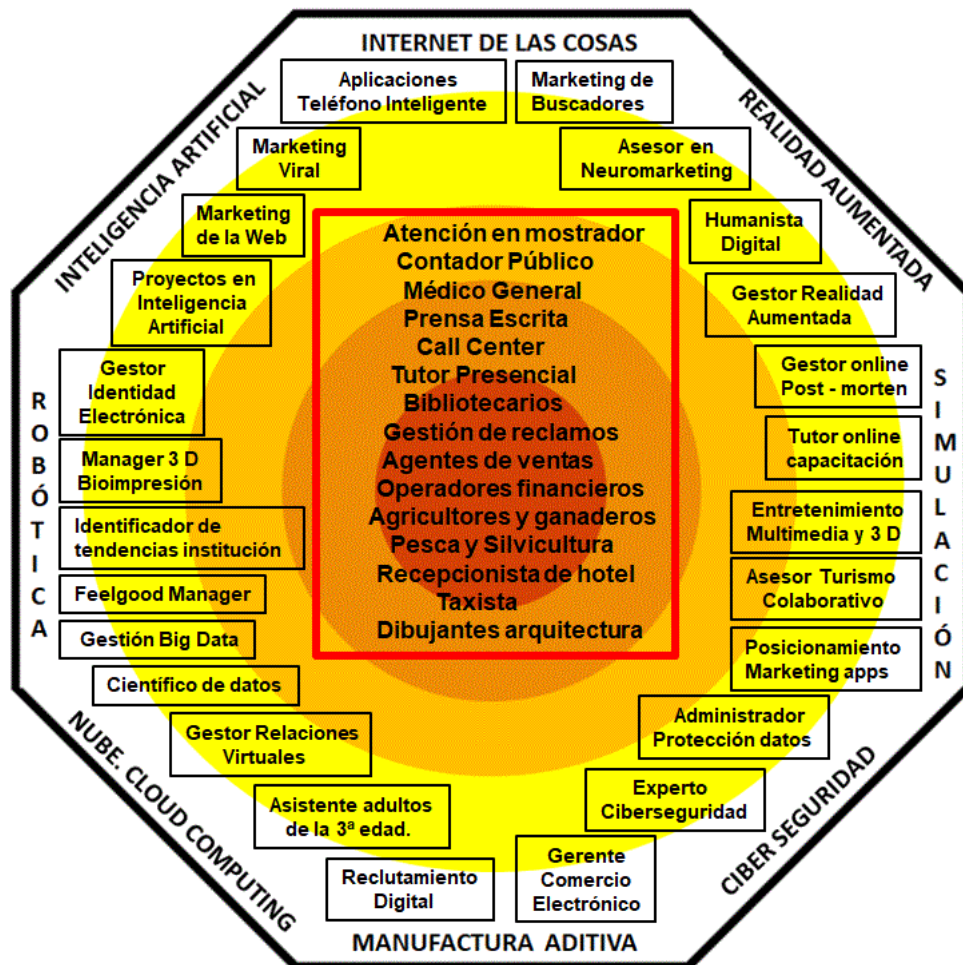 INTERNET DE LAS COSAS
Aplicaciones
Teléfono Inteligente
Marketing de
Buscadores
INTELIGENCIA ARTIFICIAL
REALIDAD AUMENTADA
Marketing
Viral
Asesor en
Neuromarketing
Marketing
de la Web
Humanista
Digital
Proyectos en
Inteligencia
Artificial
Gestor Realidad
Aumentada
Gestor
Identidad
Electrónica
Gestor online
Post - morten
ROBÓTICA
SIMULACIÓN
Manager 3 D
Bioimpresión
Tutor online
capacitación
Identificador de
tendencias institución
Entretenimiento
Multimedia y 3 D
Feelgood Manager
Asesor Turismo
Colaborativo
Gestión Big Data
Posicionamiento
Marketing apps
Científico de datos
Administrador
Protección datos
Gestor Relaciones
Virtuales
Experto
Ciberseguridad
Asistente adultos
de la 3ª edad.
Reclutamiento
Digital
Gerente
Comercio
Electrónico
NUBE. CLOUD COMPUTING
CIBER SEGURIDAD
MANUFACTURA ADITIVA
Atención en mostrador
Contador Público
Médico General
Prensa Escrita
Call Center
Tutor Presencial
Bibliotecarios
Gestión de reclamos
Agentes de ventas
Operadores financieros
Agricultores y ganaderos
Pesca y Silvicultura
Recepcionista de hotel
Taxista
Dibujantes arquitectura